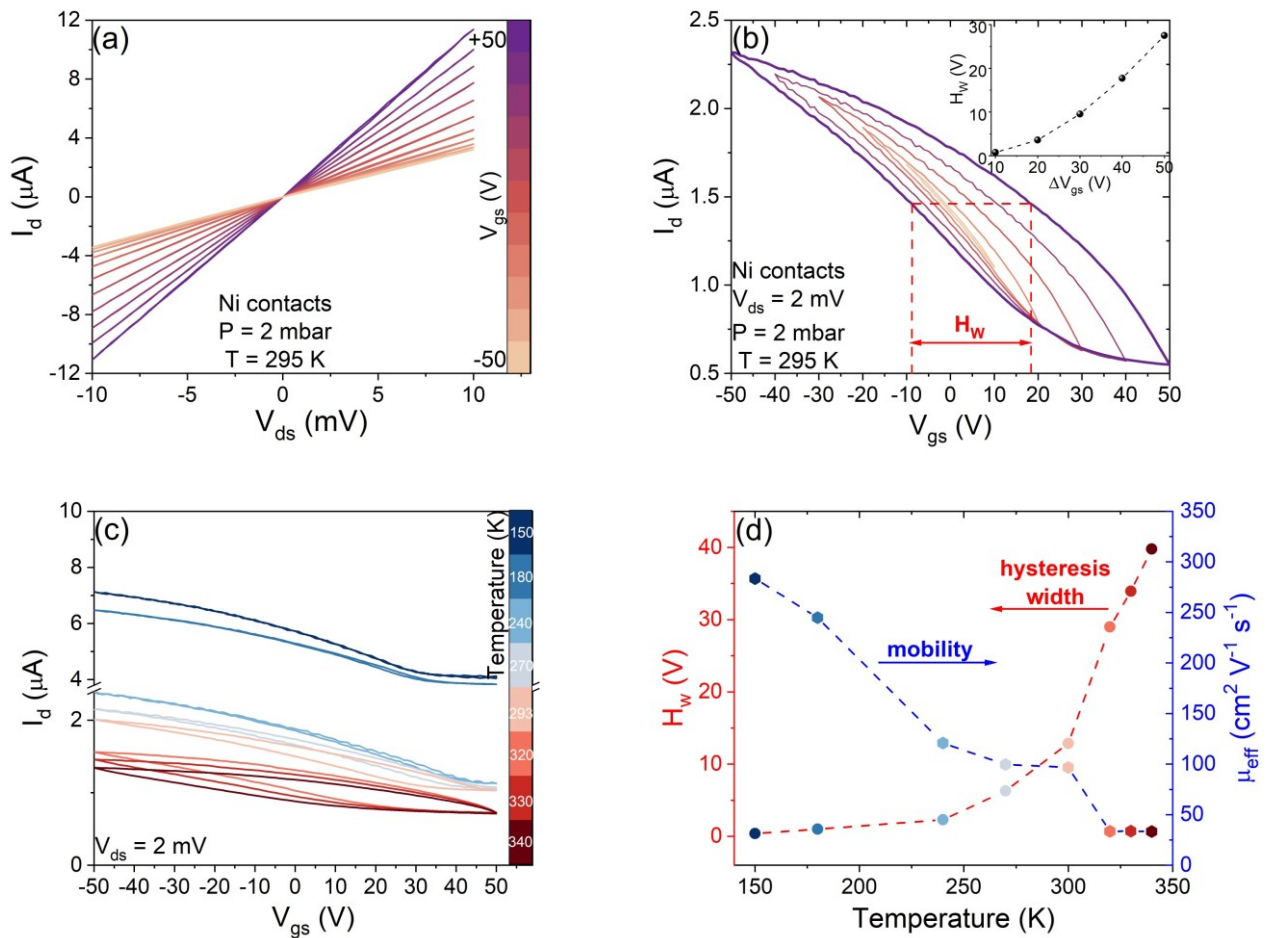 (a)
12
8
4
0
-4
-8
-12
I_d (μA)
-10
-5
0
5
10
V_ds (mV)
Ni contacts
P = 2 mbar
T = 295 K
+50
V_gs (V)
-50
(b)
2.5
2.0
1.5
1.0
0.5
I_d (μA)
-50 -40 -30 -20 -10 0 10 20 30 40 50
V_gs (V)
Ni contacts
V_ds = 2 mV
P = 2 mbar
T = 295 K
H_W
30
20
10
0
H_W (V)
10 20 30 40 50
ΔV_gs (V)
(c)
10
8
6
4
2
0
I_d (μA)
-50 -40 -30 -20 -10 0 10 20 30 40 50
V_gs (V)
V_ds = 2 mV
Temperature (K)
150
180
240
270
293
320
330
340
(d)
40
30
20
10
0
H_W (V)
hysteresis
width
mobility
350
300
250
200
150
100
50
0
μ_eff (cm² V⁻¹ s⁻¹)
150 200 250 300 350
Temperature (K)